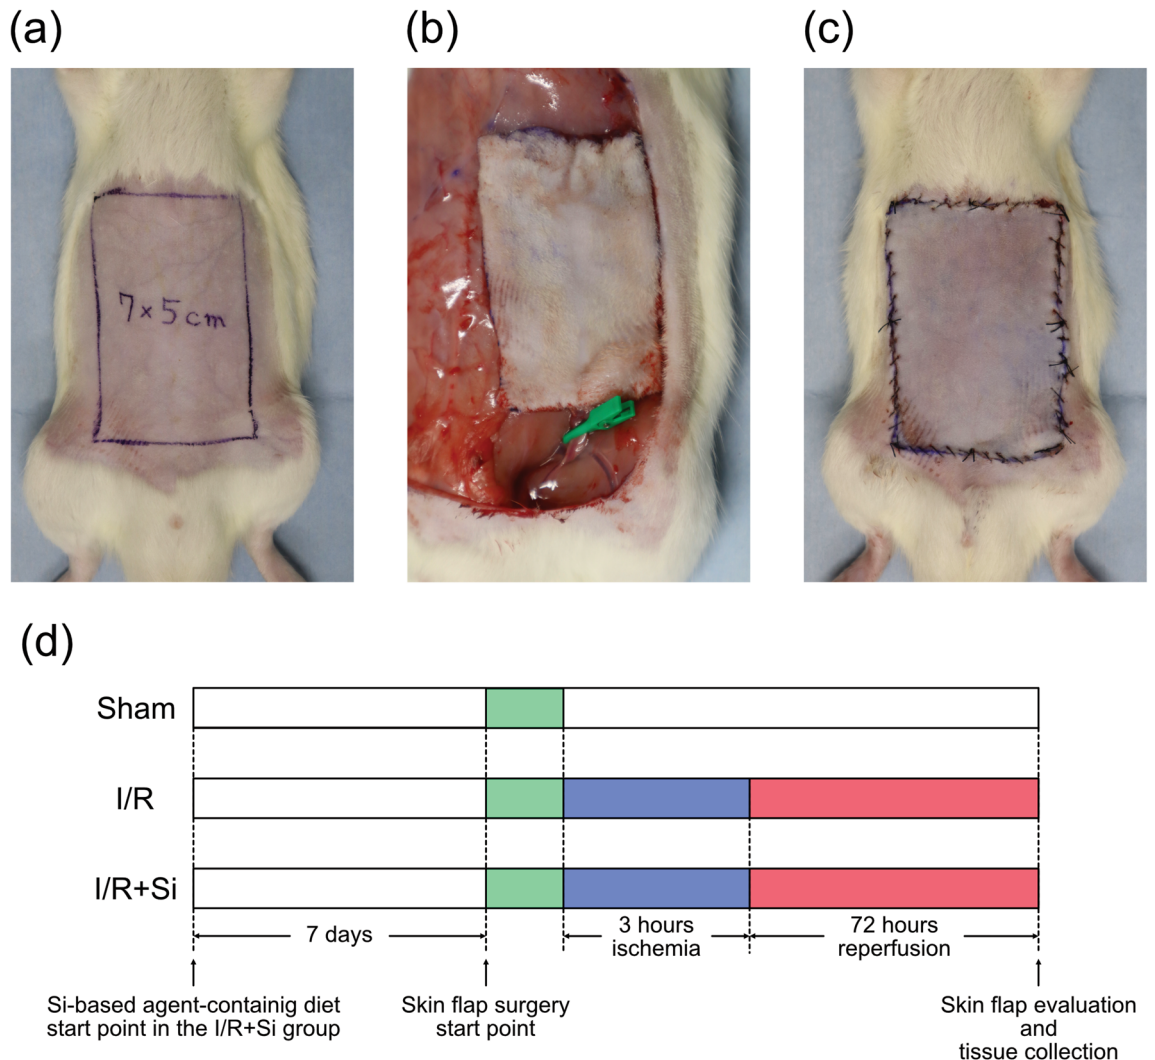 (a)
(b)
(c)
7×5cm
(d)
Sham
I/R
I/R+Si
7 days
3 hours
ischemia
72 hours
reperfusion
Si-based agent-containig diet
start point in the I/R+Si group
Skin flap surgery
start point
Skin flap evaluation
and
tissue collection